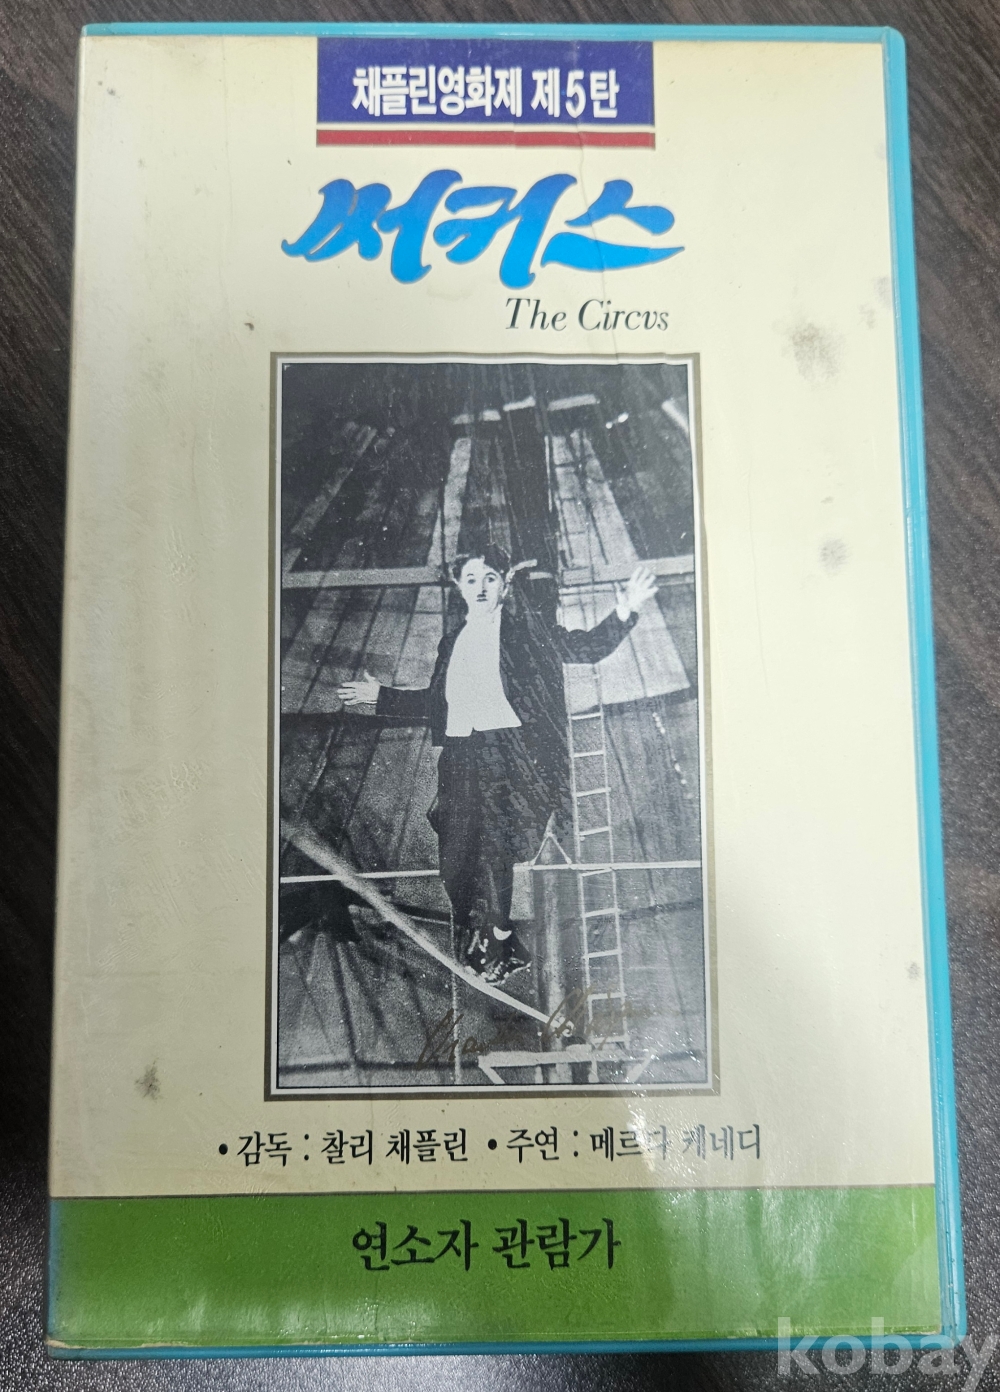 채플린영화제 제5탄
써커스
The Circvs
• 감독 : 찰리 채플린 • 주연 : 메르다 케네디
연소자 관람가
kobay